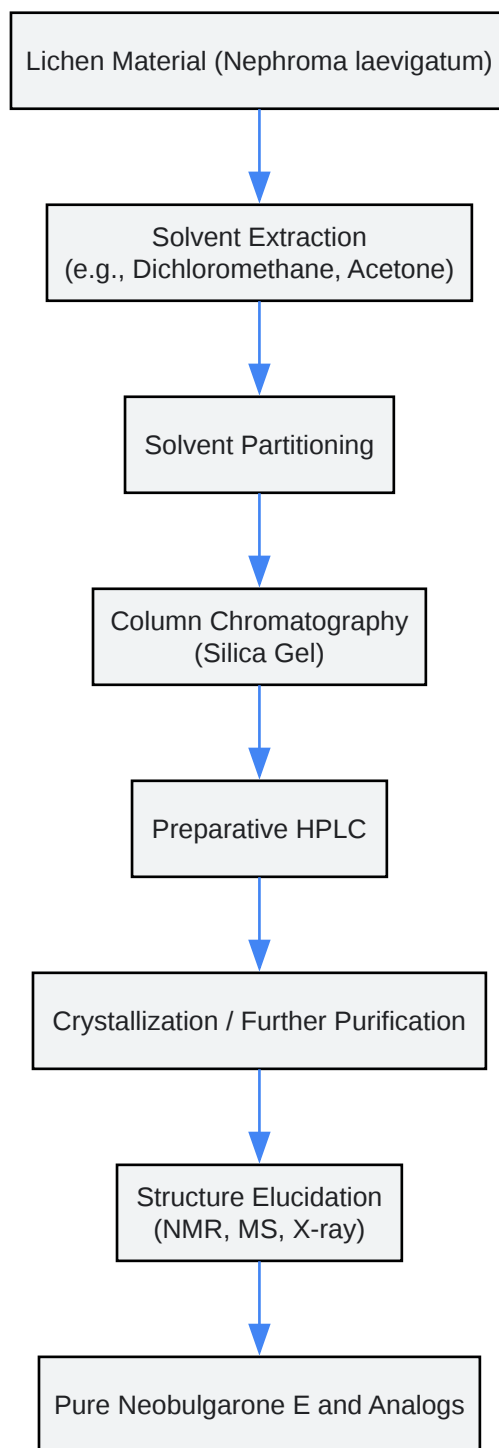 Lichen Material (Nephroma laevigatum)
Solvent Extraction
(e.g., Dichloromethane, Acetone)
Solvent Partitioning
Column Chromatography
(Silica Gel)
Preparative HPLC
Crystallization / Further Purification
Structure Elucidation
(NMR, MS, X-ray)
Pure Neobulgarone E and Analogs